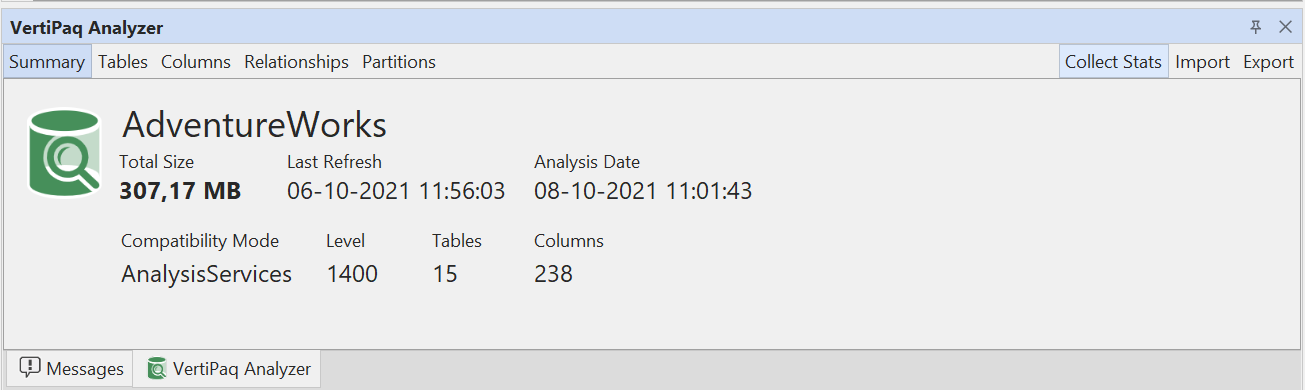 VertiPaq Analyzer
Summary Tables Columns Relationships Partitions Collect Stats Import Export
AdventureWorks
Total Size Last Refresh Analysis Date
307,17 MB 06-10-2021 11:56:03 08-10-2021 11:01:43
Compatibility Mode Level Tables Columns
AnalysisServices 1400 15 238
Messages VertiPaq Analyzer